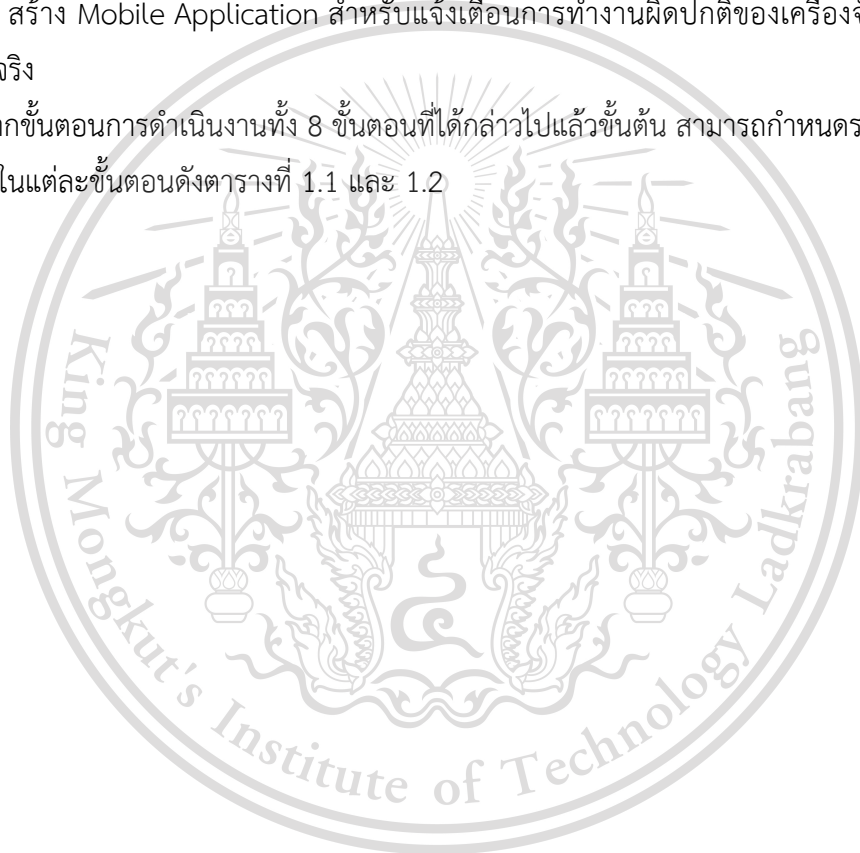 สร้าง Mobile Application สำหรับแจ้งเตือนการทำงานผิดปกติของเครื่อง
จริง
กขั้นตอนการดำเนินงานทั้ง 8 ขั้นตอนที่ได้กล่าวไปแล้วขั้นต้น สามารถกำหนด
ในแต่ละขั้นตอนดังตารางที่ 1.1 และ 1.2
King Mongkut's Institute of Technology Ladkrabang